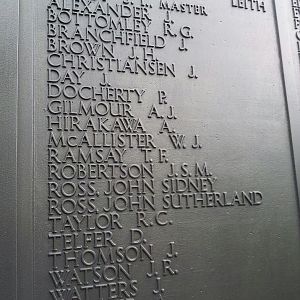 ALEXANDER J. MASTER LEITH
BOTTOMLEY R.G.
BRANCHFIELD J.
BROWN J.H.
CHRISTIANSEN J.
DAY J.
DOCHERTY P.
GILMOUR A.J.
HIRAKAWA A.
McALLISTER W.J.
RAMSAY T.F.
ROBERTSON J.S.M.
ROSS, JOHN SIDNEY
ROSS, JOHN SUTHERLAND
TAYLOR R.C.
TELFER D.
THOMSON J.
WATSON J.R.
WATTERS J.